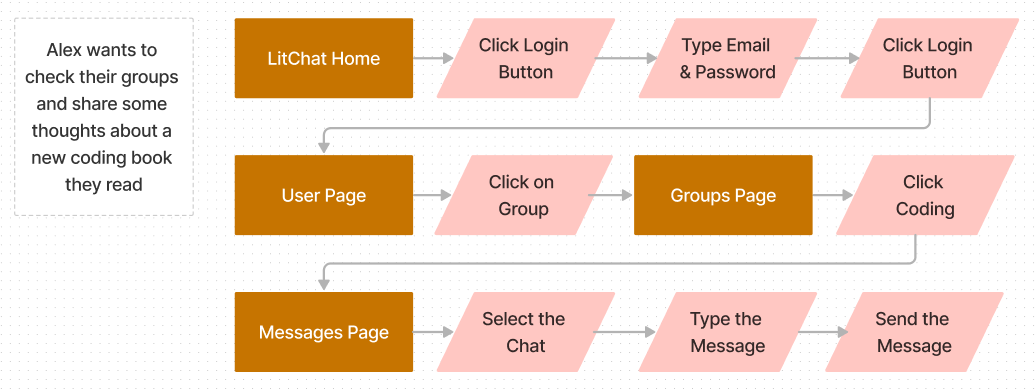 Alex wants to
check their groups
and share some
thoughts about a
new coding book
they read
LitChat Home
Click Login
Button
Type Email
& Password
Click Login
Button
User Page
Click on
Group
Groups Page
Click
Coding
Messages Page
Select the
Chat
Type the
Message
Send the
Message